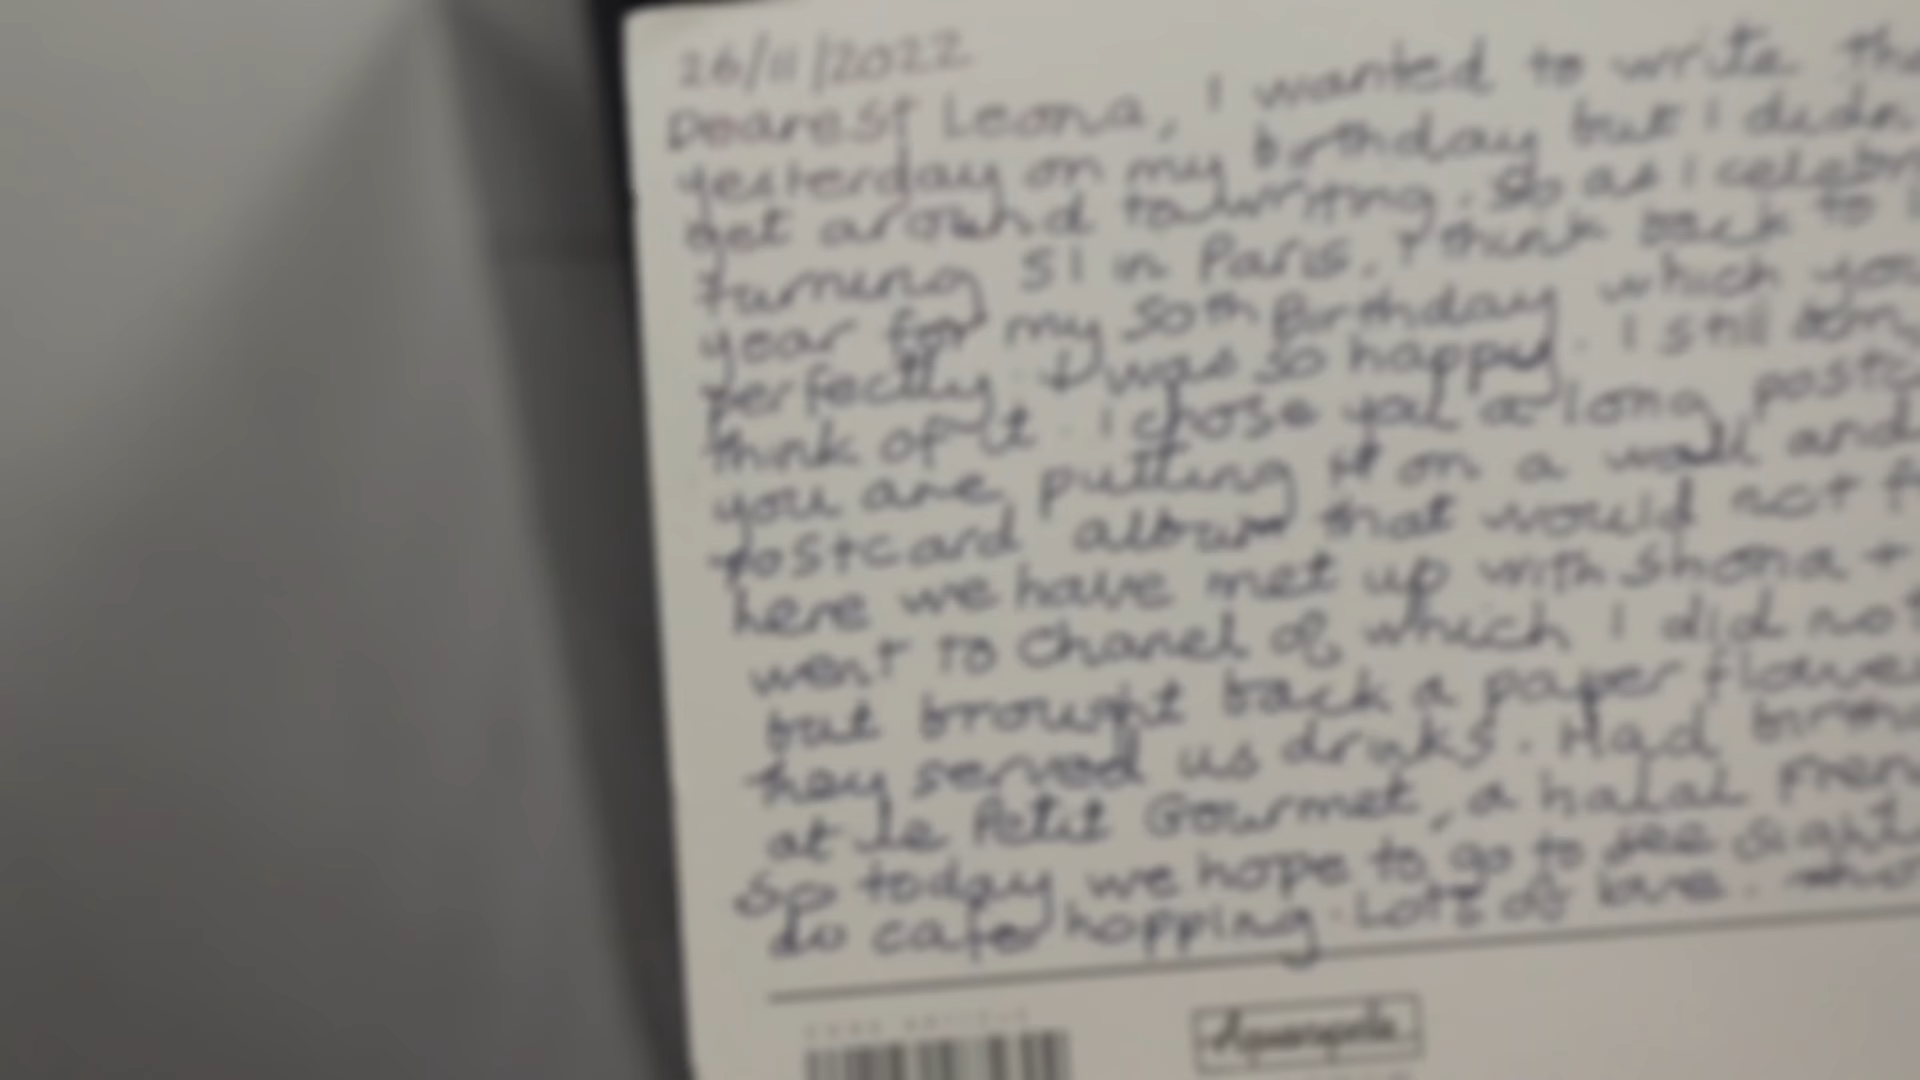 26/11/2022
Dearest Leona, I wanted to write
yesterday on my birthday but I
get around to writing. So as I
turning 51 in Paris. I think back to
year for my 50th Birthday which
perfectly. I was so happy. I still
think of it. I chose you a long
you are putting it on a wall and
postcard album that would not
here we have met up with Shona +
went to Chanel of which I did not
but brought back a paper
they served us drinks. Had
at Le Petit Gourmet, a halal
So today we hope to go to see
do cafe hopping. Lots of love.